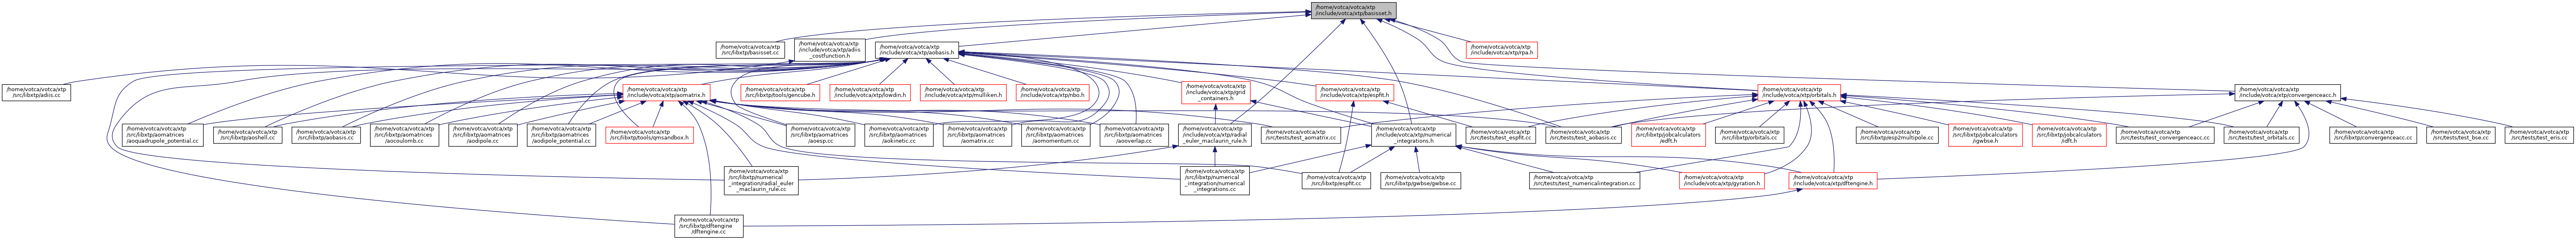 /home/votca/votca/xtp
/include/votca/xtp/basisset.h
/home/votca/votca/xtp
/src/libxtp/basisset.cc
/home/votca/votca/xtp
/include/votca/xtp/adiis
_costfunction.h
/home/votca/votca/xtp
/include/votca/xtp/aobasis.h
/home/votca/votca/xtp
/include/votca/xtp/rpa.h
/home/votca/votca/xtp
/src/libxtp/adiis.cc
/home/votca/votca/xtp
/include/votca/xtp/aomatrix.h
/home/votca/votca/xtp
/src/libxtp/tools/gencube.h
/home/votca/votca/xtp
/include/votca/xtp/lowdin.h
/home/votca/votca/xtp
/include/votca/xtp/mulliken.h
/home/votca/votca/xtp
/include/votca/xtp/nbo.h
/home/votca/votca/xtp
/include/votca/xtp/grid
_containers.h
/home/votca/votca/xtp
/include/votca/xtp/espfit.h
/home/votca/votca/xtp
/include/votca/xtp/orbitals.h
/home/votca/votca/xtp
/include/votca/xtp/convergenceacc.h
/home/votca/votca/xtp
/src/libxtp/aomatrices
/aoquadrupole_potential.cc
/home/votca/votca/xtp
/src/libxtp/aoshell.cc
/home/votca/votca/xtp
/src/libxtp/aobasis.cc
/home/votca/votca/xtp
/src/libxtp/aomatrices
/aocoulomb.cc
/home/votca/votca/xtp
/src/libxtp/aomatrices
/aodipole.cc
/home/votca/votca/xtp
/src/libxtp/aomatrices
/aodipole_potential.cc
/home/votca/votca/xtp
/src/libxtp/tools/qmsandbox.h
/home/votca/votca/xtp
/src/libxtp/aomatrices
/aoesp.cc
/home/votca/votca/xtp
/src/libxtp/aomatrices
/aokinetic.cc
/home/votca/votca/xtp
/src/libxtp/aomatrices
/aomatrix.cc
/home/votca/votca/xtp
/src/libxtp/aomatrices
/aomomentum.cc
/home/votca/votca/xtp
/src/libxtp/aomatrices
/aooverlap.cc
/home/votca/votca/xtp
/include/votca/xtp/radial
_euler_maclaurin_rule.h
/home/votca/votca/xtp
/src/tests/test_aomatrix.cc
/home/votca/votca/xtp
/include/votca/xtp/numerical
_integrations.h
/home/votca/votca/xtp
/src/tests/test_espfit.cc
/home/votca/votca/xtp
/src/tests/test_aobasis.cc
/home/votca/votca/xtp
/include/votca/xtp/jobcalculators
/edft.h
/home/votca/votca/xtp
/src/libxtp/orbitals.cc
/home/votca/votca/xtp
/include/votca/xtp/esp2multipole.cc
/home/votca/votca/xtp
/src/libxtp/jobcalculators
/igwbse.h
/home/votca/votca/xtp
/src/libxtp/jobcalculators
/idft.h
/home/votca/votca/xtp
/src/tests/test_convergenceacc.cc
/home/votca/votca/xtp
/src/tests/test_orbitals.cc
/home/votca/votca/xtp
/src/libxtp/convergenceacc.cc
/home/votca/votca/xtp
/src/tests/test_bse.cc
/home/votca/votca/xtp
/src/tests/test_eris.cc
/home/votca/votca/xtp
/src/libxtp/numerical
_integration/radial_euler
_maclaurin_rule.cc
/home/votca/votca/xtp
/src/libxtp/numerical
_integration/numerical
_integrations.cc
/home/votca/votca/xtp
/src/libxtp/espfit.cc
/home/votca/votca/xtp
/src/libxtp/gwbse/gwbse.cc
/home/votca/votca/xtp
/src/tests/test_numericalintegration.cc
/home/votca/votca/xtp
/include/votca/xtp/gyration.h
/home/votca/votca/xtp
/include/votca/xtp/dftengine.h
/home/votca/votca/xtp
/src/libxtp/dftengine
/dftengine.cc